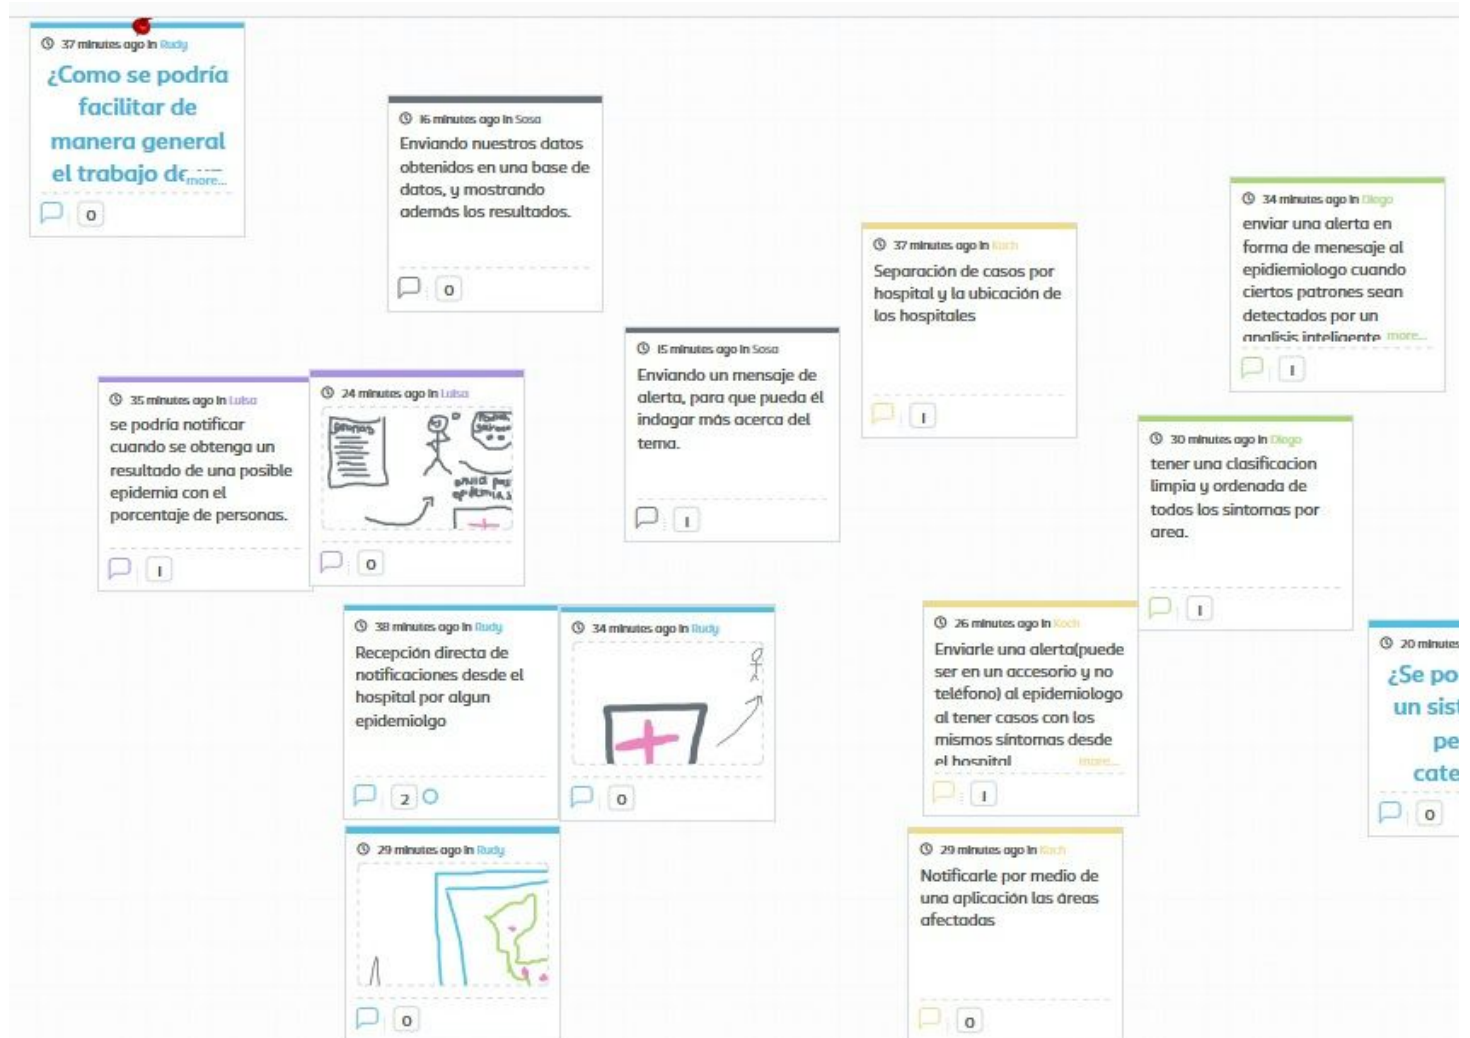 37 minutes ago in Rudy
¿Como se podría
facilitar de
manera general
el trabajo de
more...
0
16 minutes ago in Sosa
Enviando nuestros datos
obtenidos en una base de
datos, y mostrando
además los resultados.
0
37 minutes ago in Koch
Separación de casos por
hospital y la ubicación de
los hospitales
1
34 minutes ago in Diego
enviar una alerta en
forma de menesaje al
epidiemiologo cuando
ciertos patrones sean
detectados por un
analisis inteligente more...
1
15 minutes ago in Sosa
Enviando un mensaje de
alerta, para que pueda él
indagar más acerca del
tema.
1
35 minutes ago in Luisa
se podría notificar
cuando se obtenga un
resultado de una posible
epidemia con el
porcentaje de personas.
1
24 minutes ago in Luisa
envia
0
30 minutes ago in Diego
tener una clasificacion
limpia y ordenada de
todos los sintomas por
area.
1
38 minutes ago in Rudy
Recepción directa de
notificaciones desde el
hospital por algun
epidemiolgo
2
34 minutes ago in Rudy
0
26 minutes ago in Koch
Enviarle una alerta(puede
ser en un accesorio y no
teléfono) al epidemiologo
al tener casos con los
mismos síntomas desde
el hospital more...
1
20 minutes
¿Se po
un sist
pe
cate
0
29 minutes ago in Rudy
0
29 minutes ago in Koch
Notificarle por medio de
una aplicación las áreas
afectadas
0